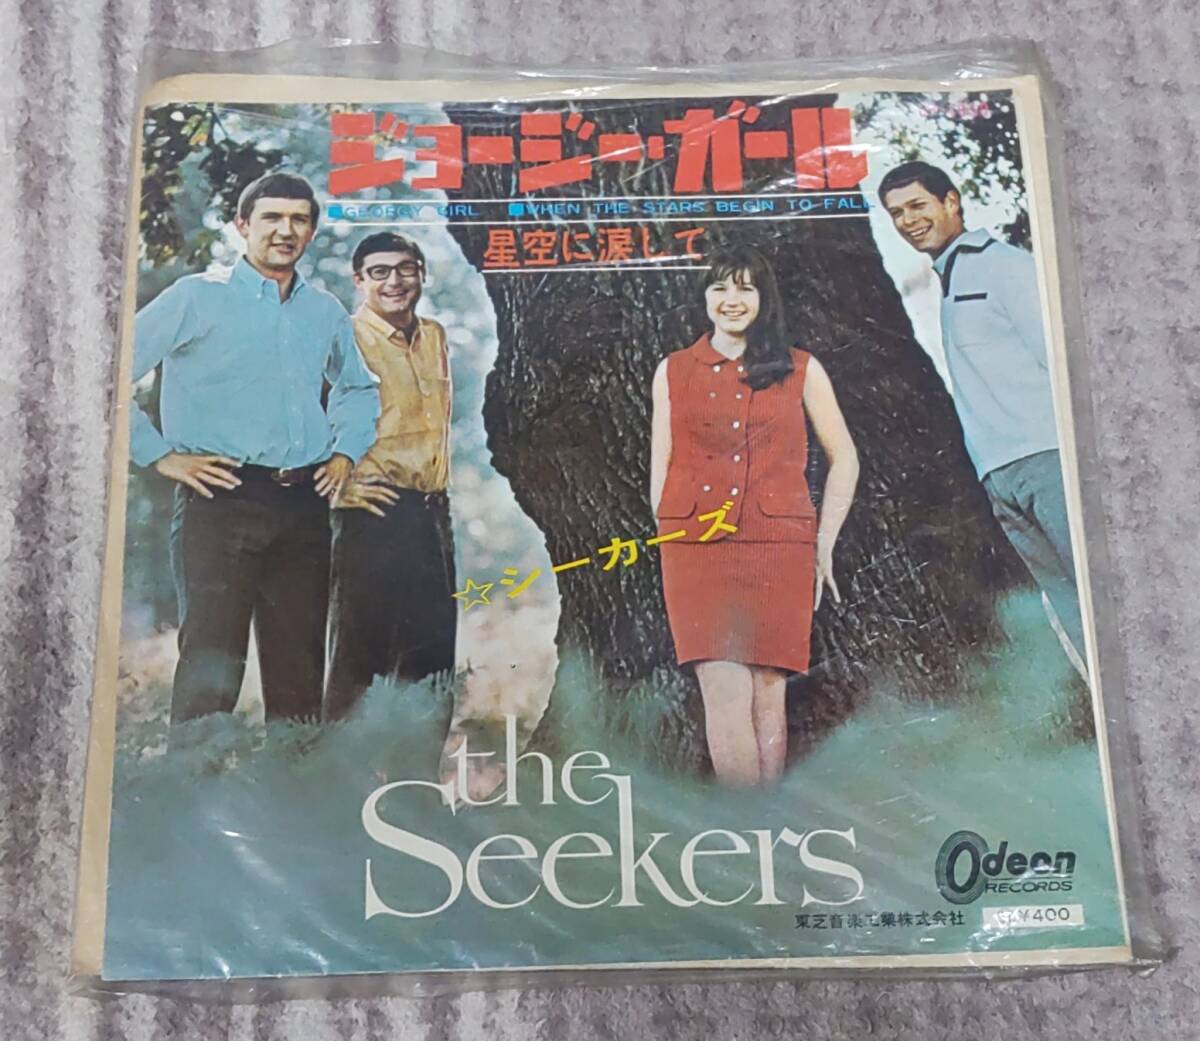 ジョージー・ガール
■GEORGY GIRL ■WHEN THE STARS BEGIN TO FALL
星空に涙して
☆シーカーズ
the
Seekers
Odeon
RECORDS
東芝音楽工業株式会社 ¥400